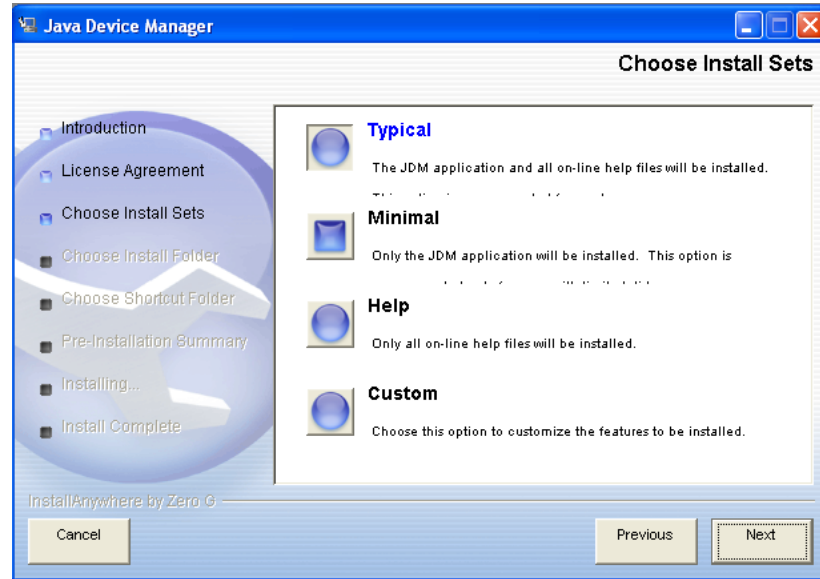 Java Device Manager
Choose Install Sets
Introduction
License Agreement
Choose Install Sets
Choose Install Folder
Choose Shortcut Folder
Pre-Installation Summary
Installing...
Install Complete
Typical
The JDM application and all on-line help files will be installed.
Minimal
Only the JDM application will be installed.  This option is
Help
Only all on-line help files will be installed.
Custom
Choose this option to customize the features to be installed.
InstallAnywhere by Zero G
Cancel
Previous
Next